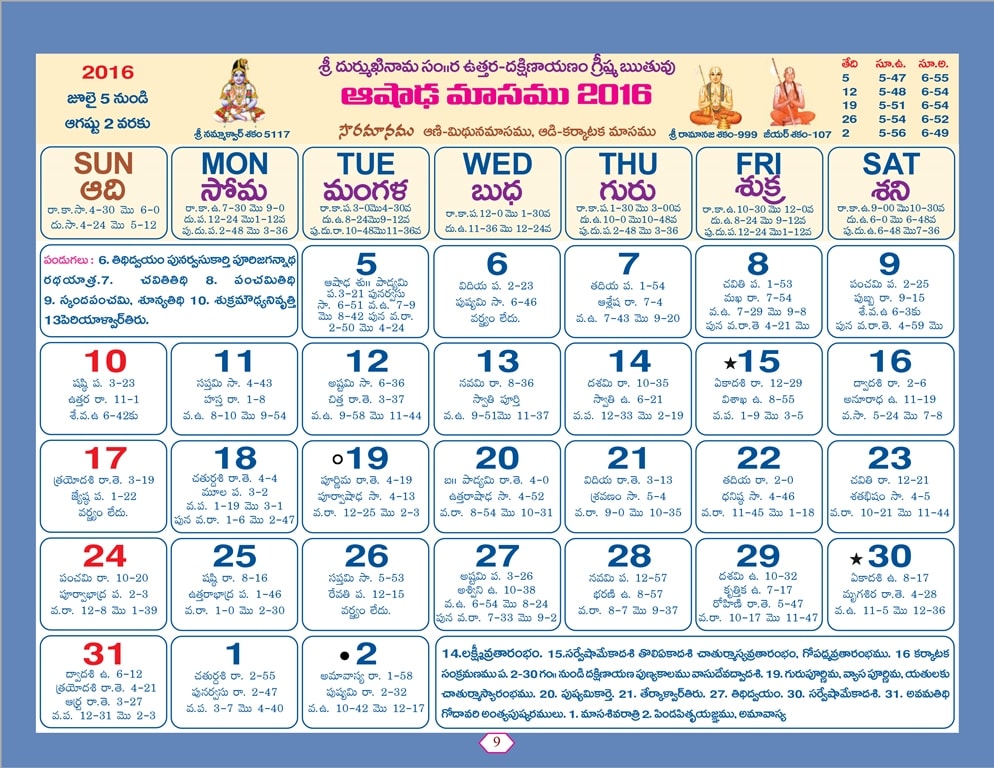 2016
జూలై 5 నుండి
ఆగష్టు 2 వరకు
శ్రీ నమ్మాళ్వార్ శకం 5117
శ్రీ దుర్ముఖినామ సం॥ర ఉత్తర-దక్షిణాయణం గ్రీష్మ ఋతువు
ఆషాఢ మాసము 2016
సౌరమానము ఆణి-మిథునమాసము, ఆడి-కర్కాటక మాసము
శ్రీ రామానుజ శకం-999 జీయర్ శకం-107
తేది సూ.ఉ. సూ.అ.
5 5-47 6-55
12 5-48 6-54
19 5-51 6-54
26 5-54 6-52
2 5-56 6-49
SUN MON TUE WED THU FRI SAT
ఆది సోమ మంగళ బుధ గురు శుక్ర శని
రా.కా.సా.4-30 మొ 6-0
దు.సా.4-24 మొ 5-12
రా.కా.ఉ.7-30 మొ 9-0
దు.ప.12-24 మొ1-12వ
పు.దు.ప.2-48 మొ 3-36
రా.కా.ప.3-0మొ4-30వ
దు.ఉ.8-24మొ9-12వ
పు.దు.రా.10-48మొ11-36వ
రా.కా.ప.12-0 మొ 1-30వ
దు.ఉ.11-36 మొ 12-24వ
రా.కా.ప.1-30 మొ 3-00వ
దు.ఉ.10-0 మొ10-48వ
పు.దు.ప.2-48 మొ 3-36
రా.కా.ఉ.10-30 మొ 12-0వ
దు.ఉ.8-24 మొ 9-12వ
పు.దు.ప.12-24 మొ1-12వ
రా.కా.ఉ.9-00 మొ10-30వ
దు.ఉ.6-0 మొ 6-48వ
పు.దు.ఉ.6-48 మొ7-36
పండుగలు : 6. తిథిద్వయం పునర్వసుకార్తి పూరిజగన్నాథ
రథయాత్ర.7. చవితితిథి 8. పంచమితిథి
9. స్కందపంచమి, శూన్యతిథి 10. శుక్రమౌఢ్యనివృత్తి
13పెరియాళ్వార్‌తిరు.
5
ఆషాఢ శు॥ పాడ్యమి
ప.3-21 పునర్వసు
సా. 6-51 వ.ఉ. 7-9
మొ 8-42 పున వ.రా.
2-50 మొ 4-24
6
విదియ ప. 2-23
పుష్యమి సా. 6-46
వర్జ్యం లేదు.
7
తదియ ప. 1-54
ఆశ్లేష రా. 7-4
వ.ఉ. 7-43 మొ 9-20
8
చవితి ప. 1-53
మఖ రా. 7-54
వ.ఉ. 7-29 మొ 9-8
పున వ.రా.తె 4-21 మొ
9
పంచమి ప. 2-25
పుబ్బ రా. 9-15
శే.వ.ఉ 6-3కు
పున వ.రా.తె. 4-59 మొ
10
షష్ఠి ప. 3-23
ఉత్తర రా. 11-1
శే.వ.ఉ 6-42కు
11
సప్తమి సా. 4-43
హస్త రా. 1-8
వ.ఉ. 8-10 మొ 9-54
12
అష్టమి సా. 6-36
చిత్త రా.తె. 3-37
వ.ఉ. 9-58 మొ 11-44
13
నవమి రా. 8-36
స్వాతి పూర్తి
వ.ఉ. 9-51మొ 11-37
14
దశమి రా. 10-35
స్వాతి ఉ. 6-21
వ.ప. 12-33 మొ 2-19
★15
ఏకాదశి రా. 12-29
విశాఖ ఉ. 8-55
వ.ప. 1-9 మొ 3-5
16
ద్వాదశి రా. 2-6
అనూరాధ ఉ. 11-19
వ.సా. 5-24 మొ 7-8
17
త్రయోదశి రా.తె. 3-19
జ్యేష్ఠ ప. 1-22
వర్జ్యం లేదు.
18
చతుర్దశి రా.తె. 4-4
మూల ప. 3-2
వ.ప. 1-19 మొ 3-1
పున వ.రా. 1-6 మొ 2-47
○19
పూర్ణిమ రా.తె. 4-19
పూర్వాషాఢ సా. 4-13
వ.రా. 12-25 మొ 2-3
20
బ॥ పాడ్యమి రా.తె. 4-0
ఉత్తరాషాఢ సా. 4-52
వ.రా. 8-54 మొ 10-31
21
విదియ రా.తె. 3-13
శ్రవణం సా. 5-4
వ.రా. 9-0 మొ 10-35
22
తదియ రా. 2-0
ధనిష్ఠ సా. 4-46
వ.రా. 11-45 మొ 1-18
23
చవితి రా. 12-21
శతభిషం సా. 4-5
వ.రా. 10-21 మొ 11-44
24
పంచమి రా. 10-20
పూర్వాభాద్ర ప. 2-3
వ.రా. 12-8 మొ 1-39
25
షష్ఠి రా. 8-16
ఉత్తరాభాద్ర ప. 1-46
వ.రా. 1-0 మొ 2-30
26
సప్తమి సా. 5-53
రేవతి ప. 12-15
వర్జ్యం లేదు.
27
అష్టమి ప. 3-26
అశ్విని ఉ. 10-38
వ.ఉ. 6-54 మొ 8-24
పున వ.రా. 7-33 మొ 9-2
28
నవమి ప. 12-57
భరణి ఉ. 8-57
వ.రా. 8-7 మొ 9-37
29
దశమి ఉ. 10-32
కృత్తిక ఉ. 7-17
రోహిణి రా.తె. 5-47
వ.రా. 10-17 మొ 11-47
★30
ఏకాదశి ఉ. 8-17
మృగశిర రా.తె. 4-28
వ.ఉ. 11-5 మొ 12-36
31
ద్వాదశి ఉ. 6-12
త్రయోదశి రా.తె. 4-21
ఆర్ద్ర రా.తె. 3-27
వ.ప. 12-31 మొ 2-3
1
చతుర్దశి రా. 2-55
పునర్వసు రా. 2-47
వ.ప. 3-7 మొ 4-40
●2
అమావాస్య రా. 1-58
పుష్యమి రా. 2-32
వ.ఉ. 10-42 మొ 12-17
14.లక్ష్మీవ్రతారంభం. 15.సర్వేషామేకాదశి తొలిఏకాదశి చాతుర్మాస్యవ్రతారంభం. గోపద్మవ్రతారంభము. 16 కర్కాటక
సంక్రమణము ప. 2-30 గం॥ నుండి దక్షిణాయణ పుణ్యకాలము వాసుదేవద్వాదశి. 19. గురుపూర్ణిమ, వ్యాస పూర్ణిమ, యతులకు
చాతుర్మాస్యారంభము. 20. పుష్యమికార్తె. 21. తేర్కాళ్వార్‌తిరు. 27. తిథిద్వయం. 30. సర్వేషామేకాదశి. 31. అవమతిథి
గోదావరి అంత్యపుష్కరములు. 1. మాసశివరాత్రి 2. పిండపితృయజ్ఞము, అమావాస్య
9